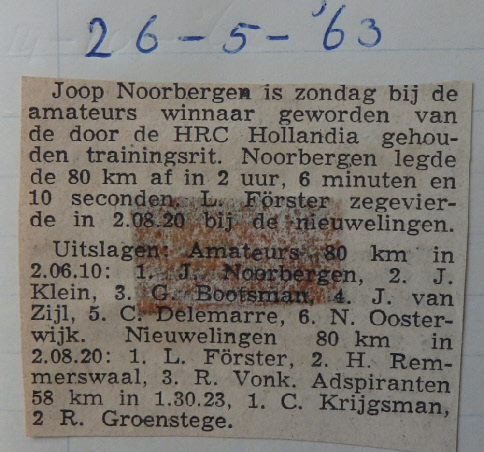 26-5-'63
Joop Noorbergen is zondag bij de
amateurs winnaar geworden van
de door de HRC Hollandia gehou-
den trainingsrit. Noorbergen legde
de 80 km af in 2 uur, 6 minuten en
10 seconden. L. Förster zegevier-
de in 2.08.20 bij de nieuwelingen.
Uitslagen: Amateurs 80 km in
2.06.10: 1. J. Noorbergen, 2. J.
Klein, 3. G. Bootsman, 4. J. van
Zijl, 5. C. Delemarre, 6. N. Ooster-
wijk. Nieuwelingen 80 km in
2.08.20: 1. L. Förster, 2. H. Rem-
merswaal, 3. R. Vonk. Adspiranten
58 km in 1.30.23, 1. C. Krijgsman,
2 R. Groenstege.